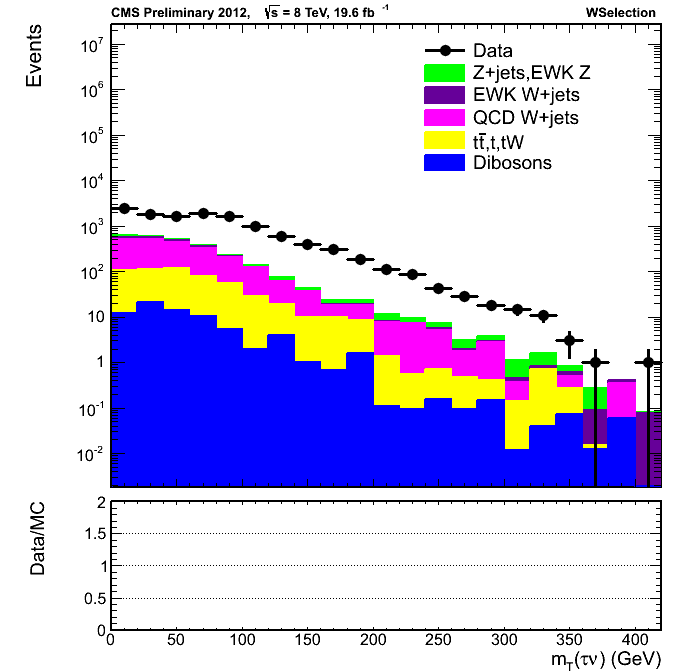 CMS Preliminary 2012, √s = 8 TeV, 19.6 fb⁻¹ WSelection
Events
10⁷
10⁶
10⁵
10⁴
10³
10²
10
1
10⁻¹
10⁻²
Data
Z+jets,EWK Z
EWK W+jets
QCD W+jets
tt̄,t,tW
Dibosons
Data/MC
2
1.5
1
0.5
0
0 50 100 150 200 250 300 350 400
m_T(τν) (GeV)